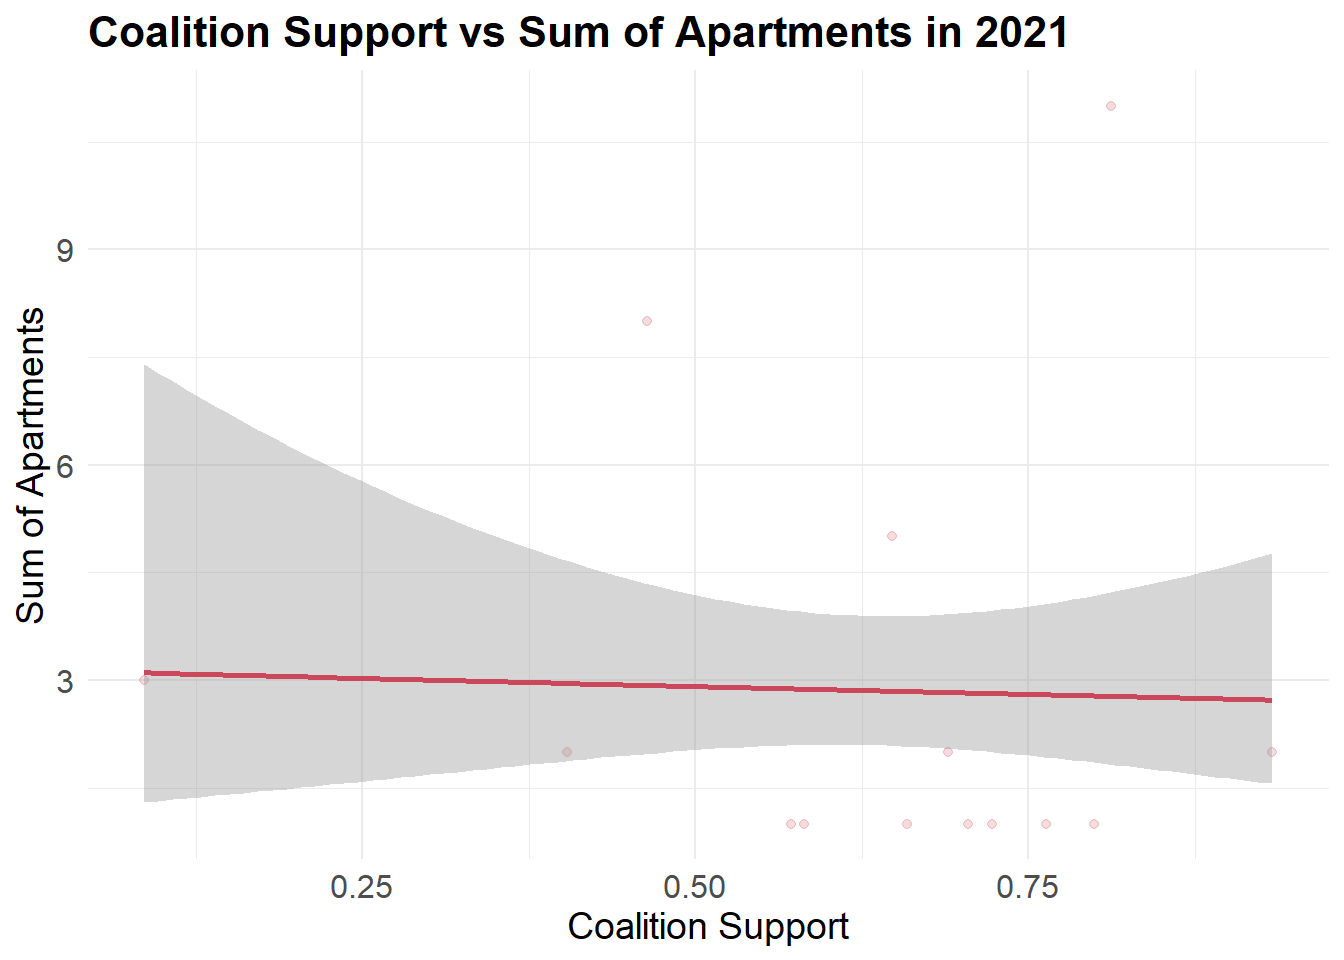 Coalition Support vs Sum of Apartments in 2021
Sum of Apartments
9
6
3
0.25
0.50
0.75
Coalition Support